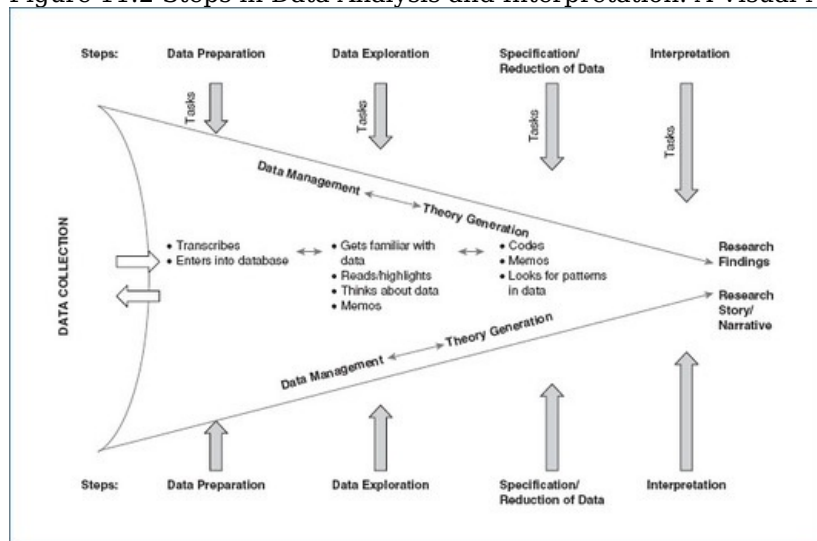 Figure 11.2 Steps in Data Analysis and Interpretation: A Visual
Steps: Data Preparation Data Exploration Specification/ Interpretation
Reduction of Data
Tasks Tasks Tasks Tasks
Data Management Theory Generation
DATA COLLECTION
• Transcribes
• Enters into database
• Gets familiar with
data
• Reads/highlights
• Thinks about data
• Memos
• Codes
• Memos
• Looks for patterns
in data
Research
Findings
Research
Story/
Narrative
Data Management Theory Generation
Steps: Data Preparation Data Exploration Specification/ Interpretation
Reduction of Data